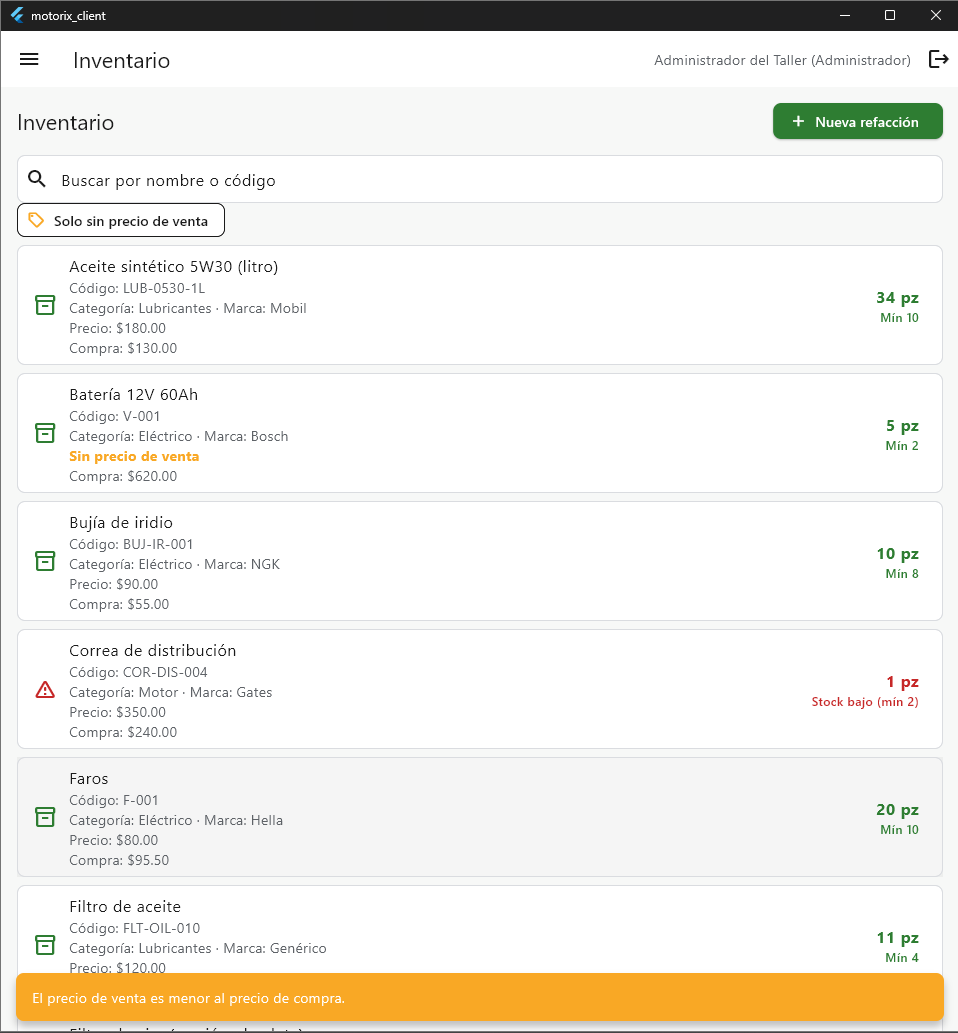 motorix_client
Inventario
Administrador del Taller (Administrador)
Inventario
+ Nueva refacción
Buscar por nombre o código
Solo sin precio de venta
Aceite sintético 5W30 (litro)
Código: LUB-0530-1L
Categoría: Lubricantes · Marca: Mobil
Precio: $180.00
Compra: $130.00
34 pz
Mín 10
Batería 12V 60Ah
Código: V-001
Categoría: Eléctrico · Marca: Bosch
Sin precio de venta
Compra: $620.00
5 pz
Mín 2
Bujía de iridio
Código: BUJ-IR-001
Categoría: Eléctrico · Marca: NGK
Precio: $90.00
Compra: $55.00
10 pz
Mín 8
Correa de distribución
Código: COR-DIS-004
Categoría: Motor · Marca: Gates
Precio: $350.00
Compra: $240.00
1 pz
Stock bajo (mín 2)
Faros
Código: F-001
Categoría: Eléctrico · Marca: Hella
Precio: $80.00
Compra: $95.50
20 pz
Mín 10
Filtro de aceite
Código: FLT-OIL-010
Categoría: Lubricantes · Marca: Genérico
Precio: $120.00
11 pz
Mín 4
El precio de venta es menor al precio de compra.